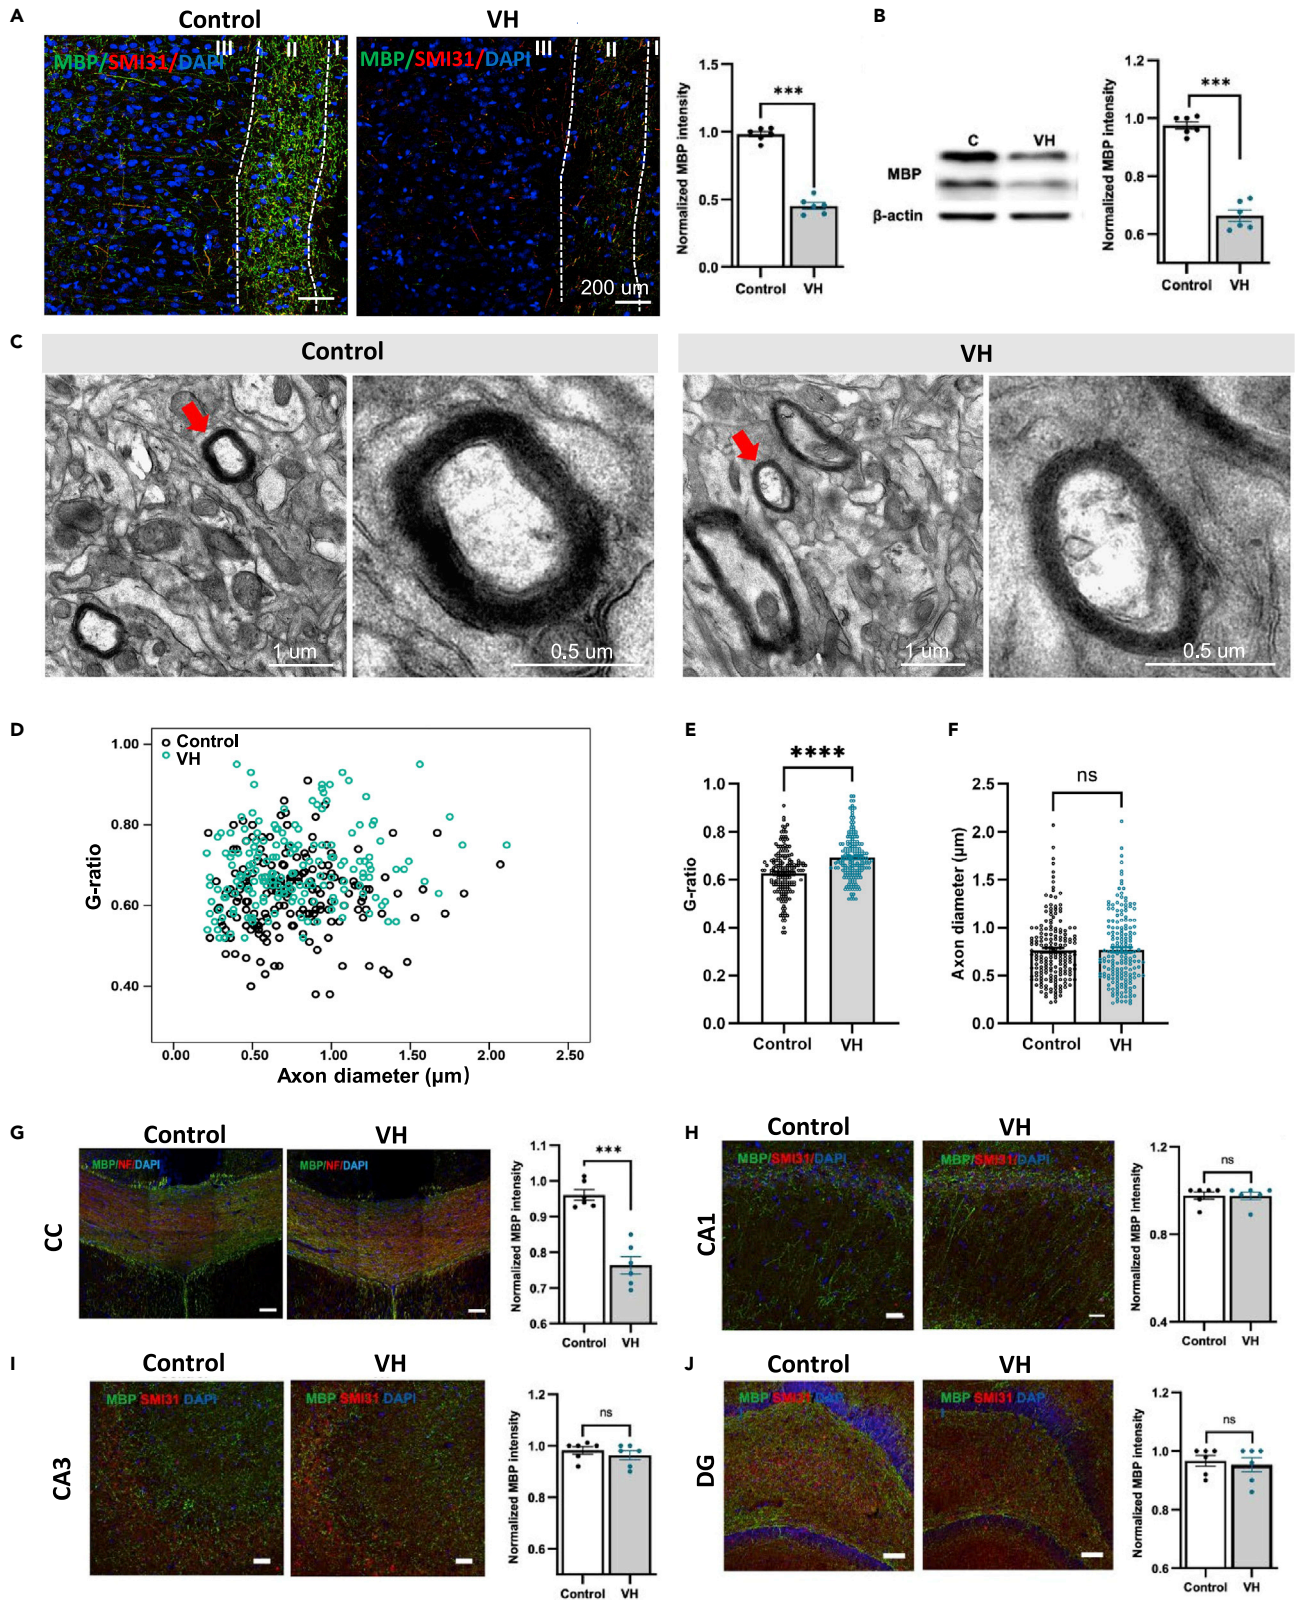 A
Control
VH
MBP/SMI31/DAPI
III
II
I
MBP/SMI31/DAPI
III
II
I
200 um
Normalized MBP intensity
1.5
1.0
0.5
0.0
***
Control
VH
B
C
VH
MBP
β-actin
Normalized MBP intensity
1.2
1.0
0.8
0.6
***
Control
VH
C
Control
VH
1 um
0.5 um
1 um
0.5 um
D
G-ratio
1.00
0.80
0.60
0.40
Control
VH
0.00
0.50
1.00
1.50
2.00
2.50
Axon diameter (μm)
E
G-ratio
1.0
0.8
0.6
0.4
0.2
0.0
****
Control
VH
F
Axon diameter (μm)
2.5
2.0
1.5
1.0
0.5
0.0
ns
Control
VH
G
Control
VH
CC
MBP/NF/DAPI
MBP/NF/DAPI
Normalized MBP intensity
1.1
1.0
0.9
0.8
0.7
0.6
***
Control
VH
H
Control
VH
CA1
MBP/SMI31/DAPI
MBP/SMI31/DAPI
Normalized MBP intensity
1.2
0.8
0.4
ns
Control
VH
I
Control
VH
CA3
MBP SMI31 DAPI
MBP SMI31 DAPI
Normalized MBP intensity
1.2
1.0
0.8
0.6
ns
Control
VH
J
Control
VH
DG
MBP SMI31 DAPI
MBP SMI31 DAPI
Normalized MBP intensity
1.2
1.0
0.8
0.6
ns
Control
VH